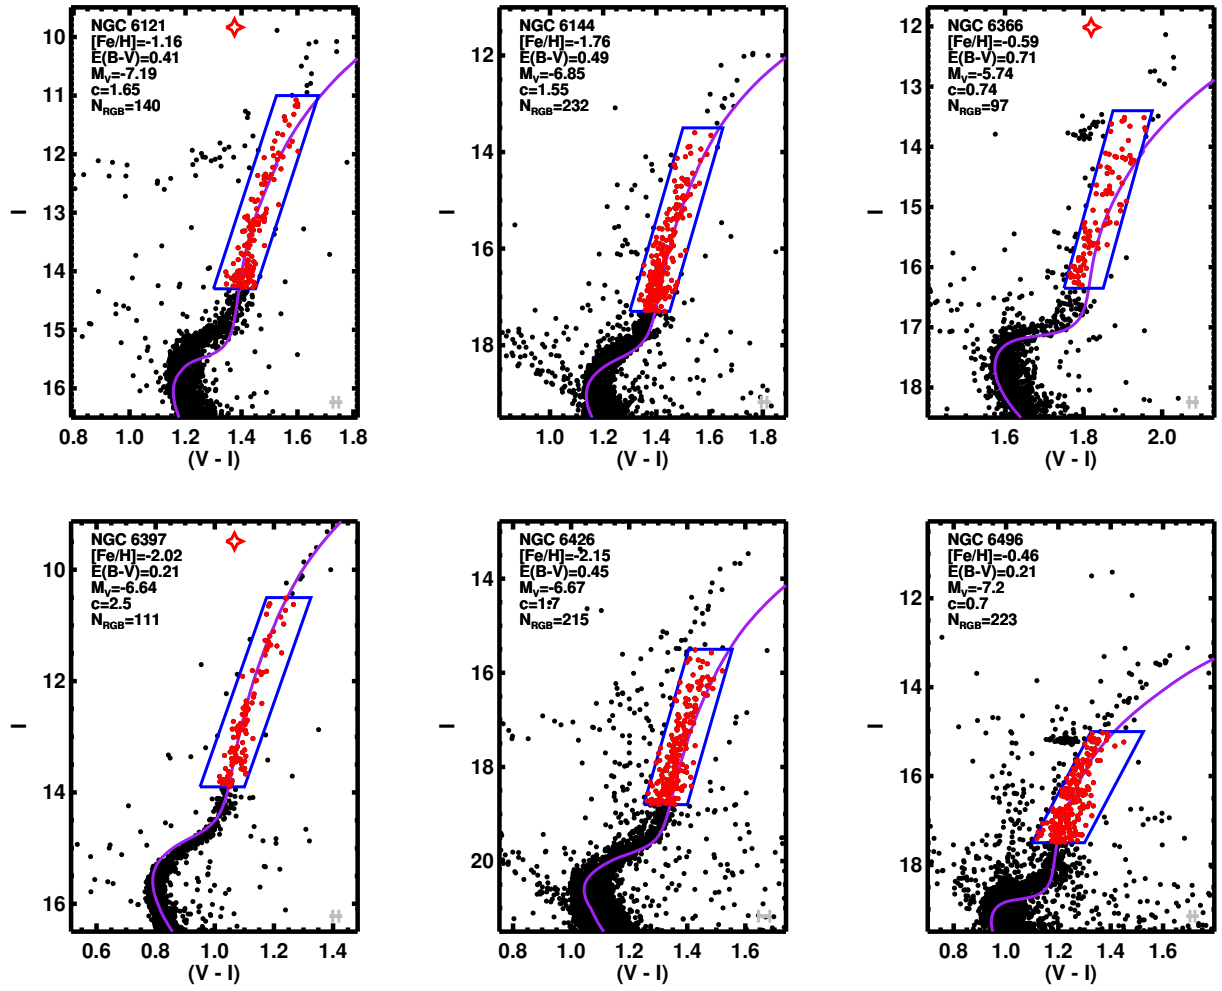 NGC 6121
[Fe/H]=-1.16
E(B-V)=0.41
M_V=-7.19
c=1.65
N_RGB=140
10
11
12
13
14
15
16
I
0.8 1.0 1.2 1.4 1.6 1.8
(V - I)
NGC 6144
[Fe/H]=-1.76
E(B-V)=0.49
M_V=-6.85
c=1.55
N_RGB=232
12
14
16
18
I
1.0 1.2 1.4 1.6 1.8
(V - I)
NGC 6366
[Fe/H]=-0.59
E(B-V)=0.71
M_V=-5.74
c=0.74
N_RGB=97
12
13
14
15
16
17
18
I
1.6 1.8 2.0
(V - I)
NGC 6397
[Fe/H]=-2.02
E(B-V)=0.21
M_V=-6.64
c=2.5
N_RGB=111
10
12
14
16
I
0.6 0.8 1.0 1.2 1.4
(V - I)
NGC 6426
[Fe/H]=-2.15
E(B-V)=0.45
M_V=-6.67
c=1.7
N_RGB=215
14
16
18
20
I
0.8 1.0 1.2 1.4 1.6
(V - I)
NGC 6496
[Fe/H]=-0.46
E(B-V)=0.21
M_V=-7.2
c=0.7
N_RGB=223
12
14
16
18
I
0.8 1.0 1.2 1.4 1.6
(V - I)